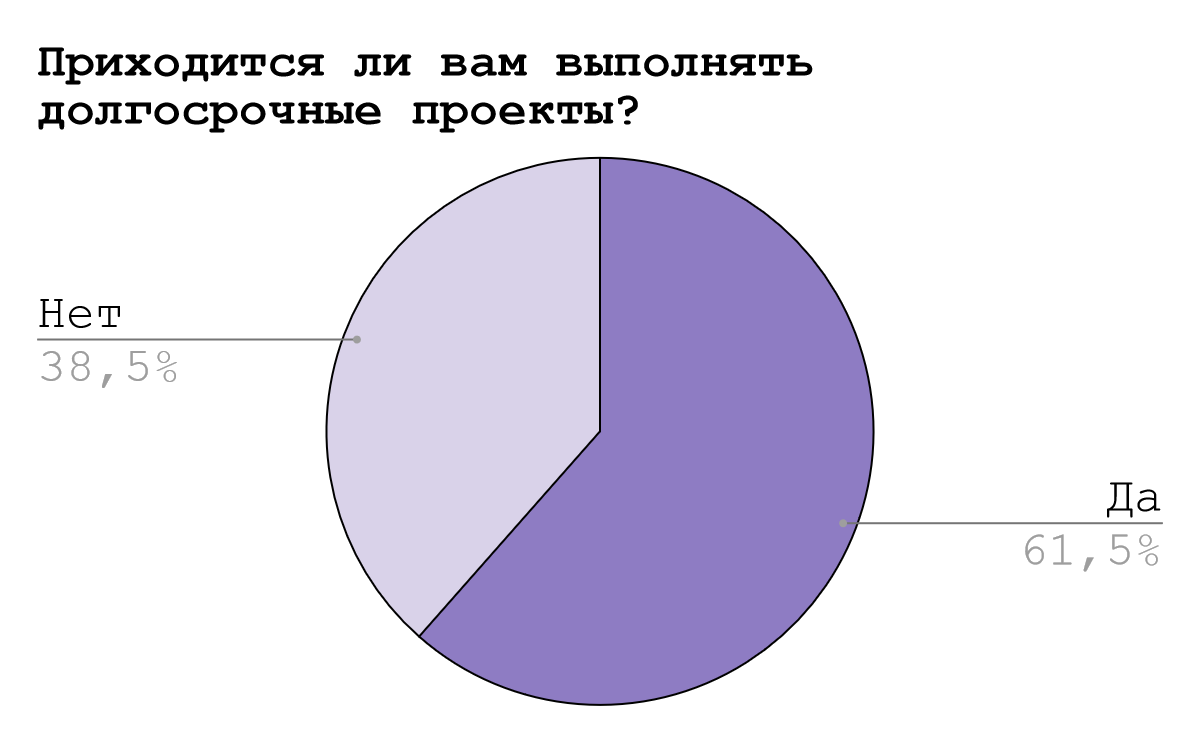 Приходится ли вам выполнять
долгосрочные проекты?
Нет
38,5%
Да
61,5%